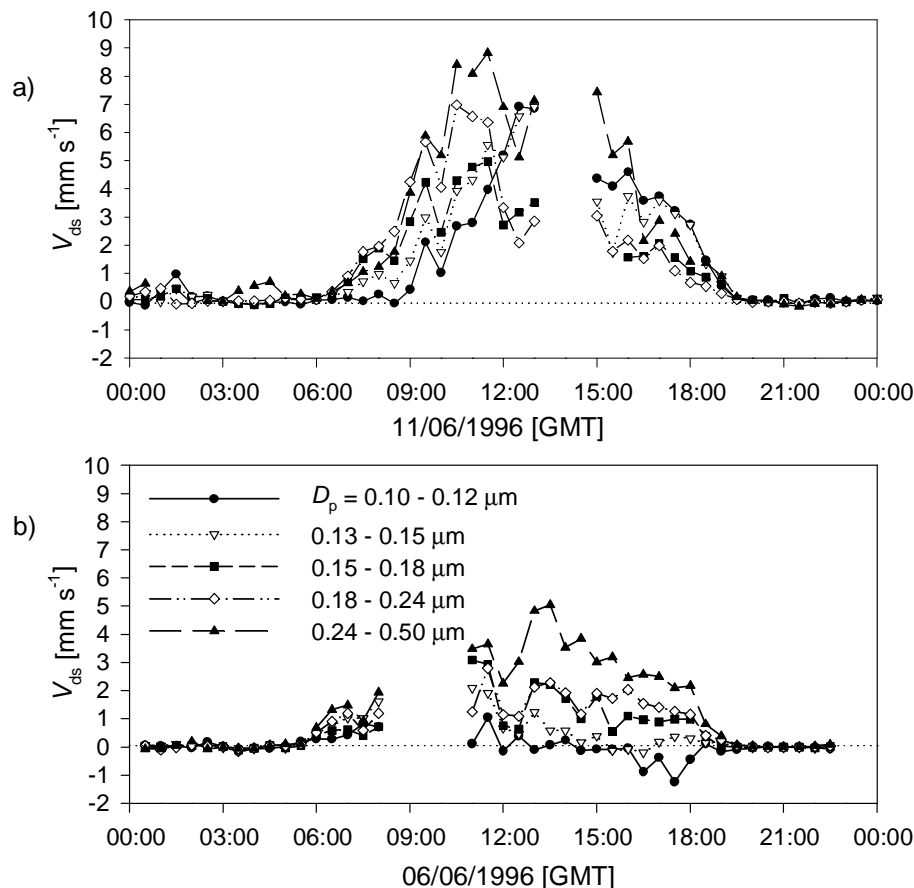 a)
10
9
8
7
6
5
4
3
2
1
0
-1
-2
V_ds [mm s⁻¹]
00:00 03:00 06:00 09:00 12:00 15:00 18:00 21:00 00:00
11/06/1996 [GMT]
b)
10
9
8
7
6
5
4
3
2
1
0
-1
-2
V_ds [mm s⁻¹]
D_p = 0.10 - 0.12 μm
0.13 - 0.15 μm
0.15 - 0.18 μm
0.18 - 0.24 μm
0.24 - 0.50 μm
00:00 03:00 06:00 09:00 12:00 15:00 18:00 21:00 00:00
06/06/1996 [GMT]